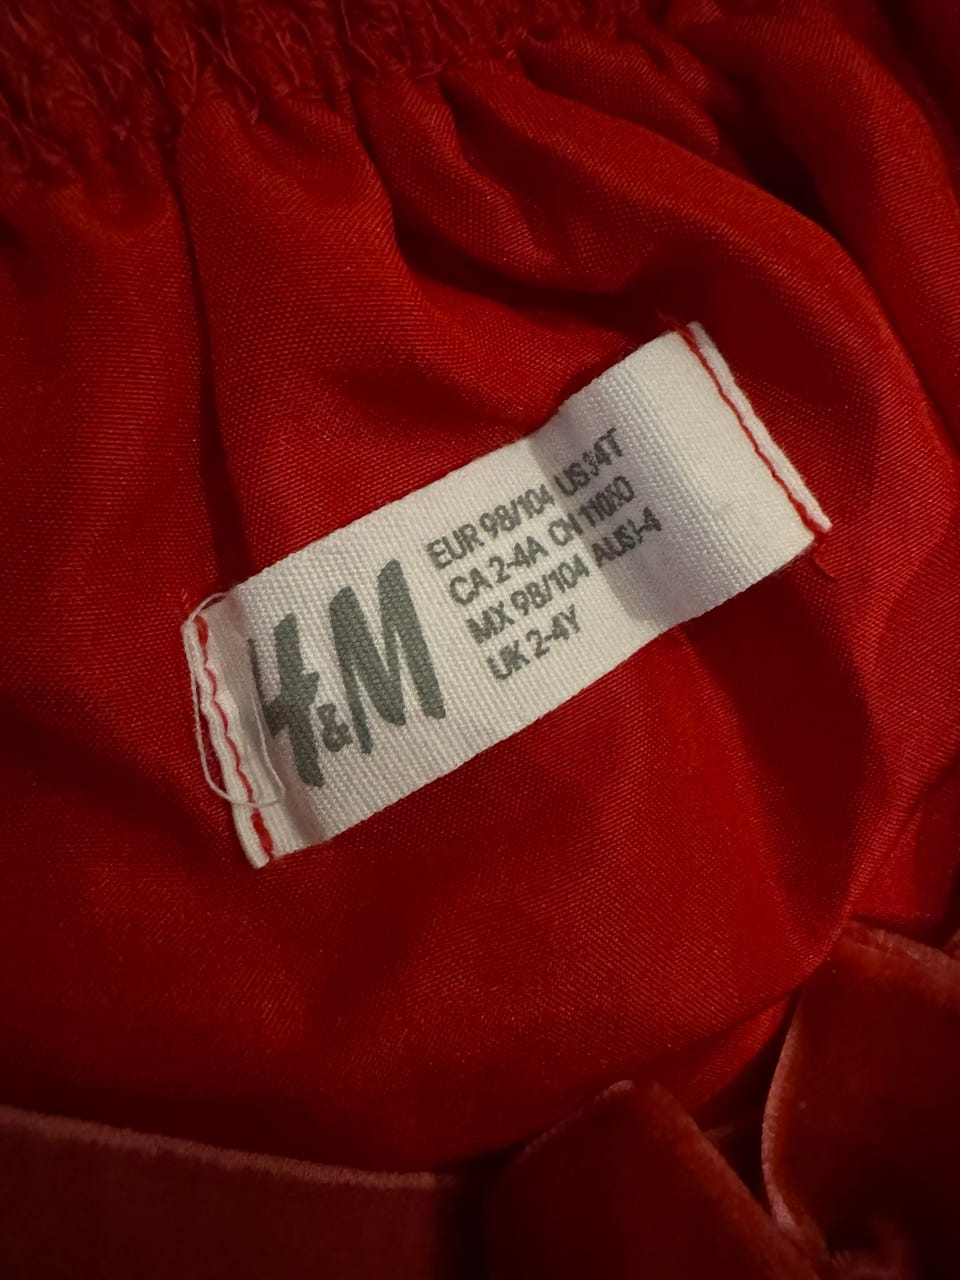 H&M
EUR 98/104 US 3-4T
CA 2-4A CN 110/50
MX 98/104 AUS 3-4
UK 2-4Y